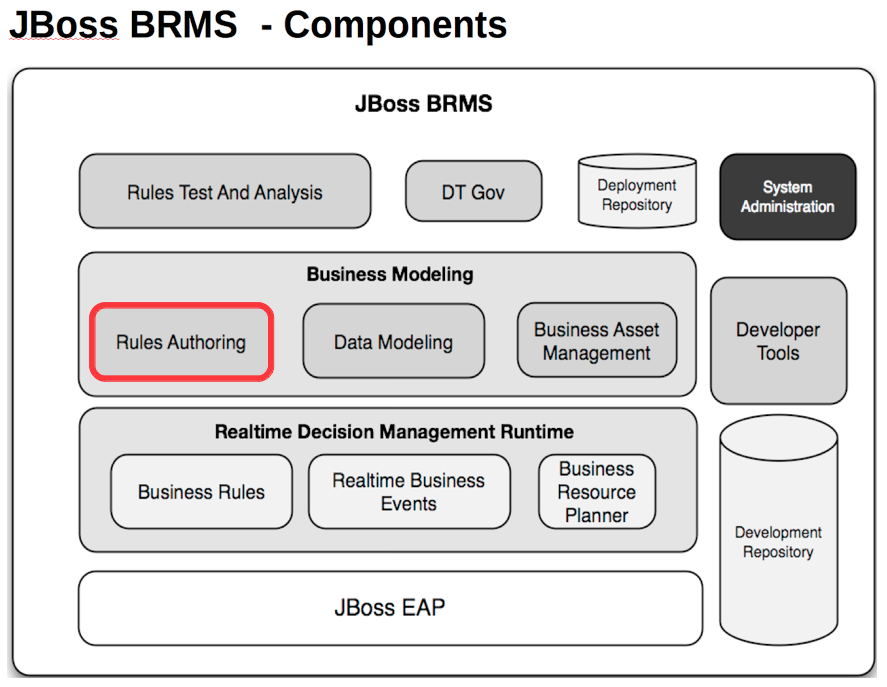 JBoss BRMS - Components
JBoss BRMS
Rules Test And Analysis
DT Gov
Deployment
Repository
System
Administration
Business Modeling
Rules Authoring
Data Modeling
Business Asset
Management
Developer
Tools
Realtime Decision Management Runtime
Business Rules
Realtime Business
Events
Business
Resource
Planner
Development
Repository
JBoss EAP